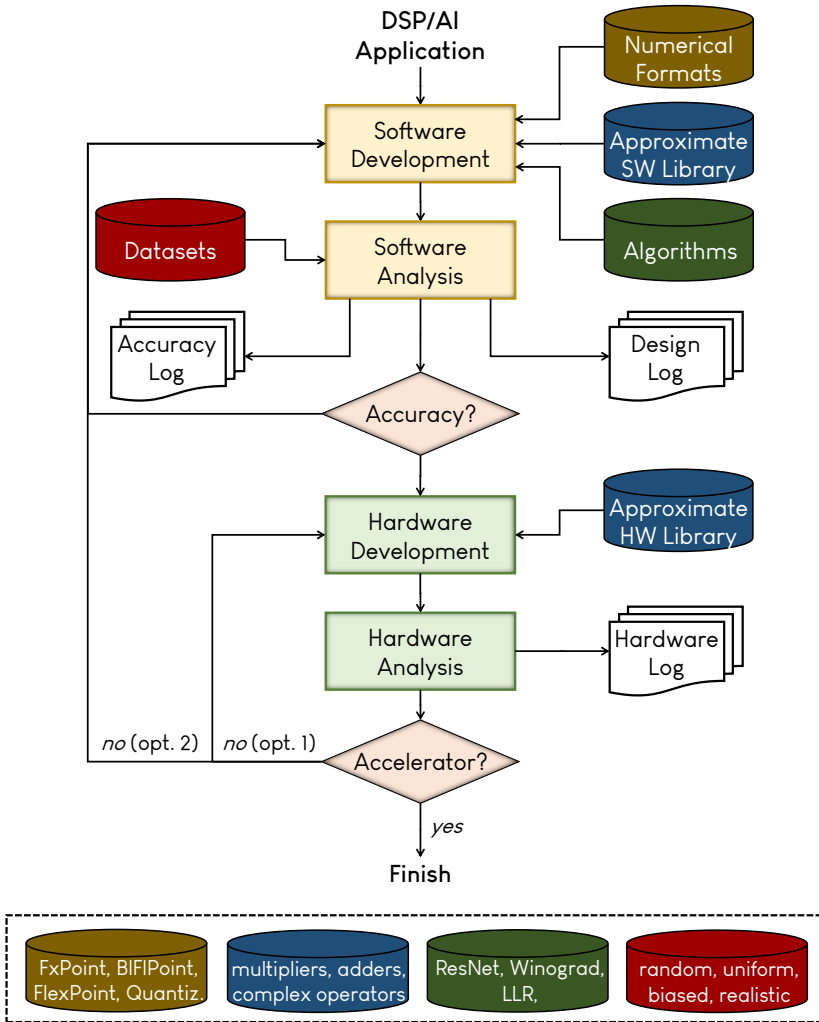 DSP/AI
Application
Numerical
Formats
Software
Development
Approximate
SW Library
Datasets
Software
Analysis
Algorithms
Accuracy
Log
Design
Log
Accuracy?
Hardware
Development
Approximate
HW Library
Hardware
Analysis
Hardware
Log
no (opt. 2)
no (opt. 1)
Accelerator?
yes
Finish
FxPoint, BlFlPoint,
FlexPoint, Quantiz.
multipliers, adders,
complex operators
ResNet, Winograd,
LLR,
random, uniform,
biased, realistic